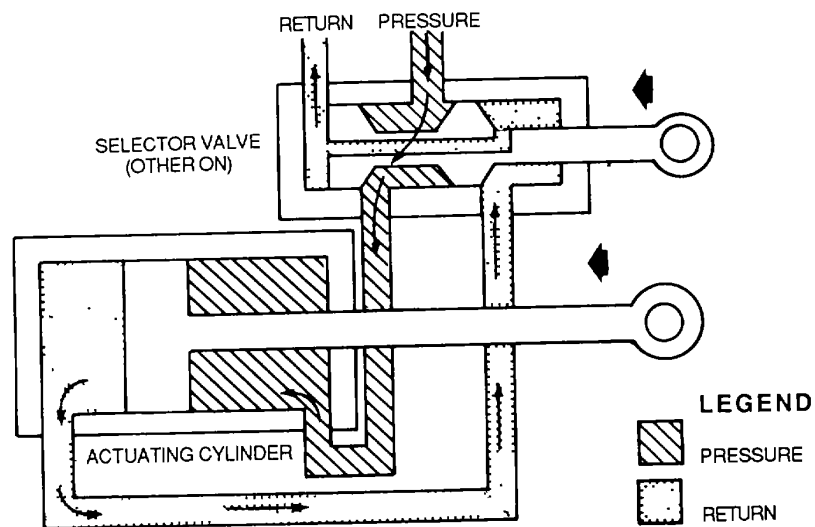 RETURN PRESSURE
SELECTOR VALVE
(OTHER ON)
ACTUATING CYLINDER
LEGEND
PRESSURE
RETURN